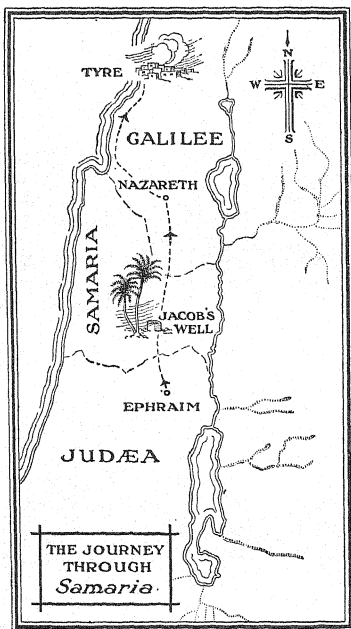 TYRE
N
W E
S
GALILEE
NAZARETH
SAMARIA
JACOB'S
WELL
EPHRAIM
JUDÆA
THE JOURNEY
THROUGH
Samaria.